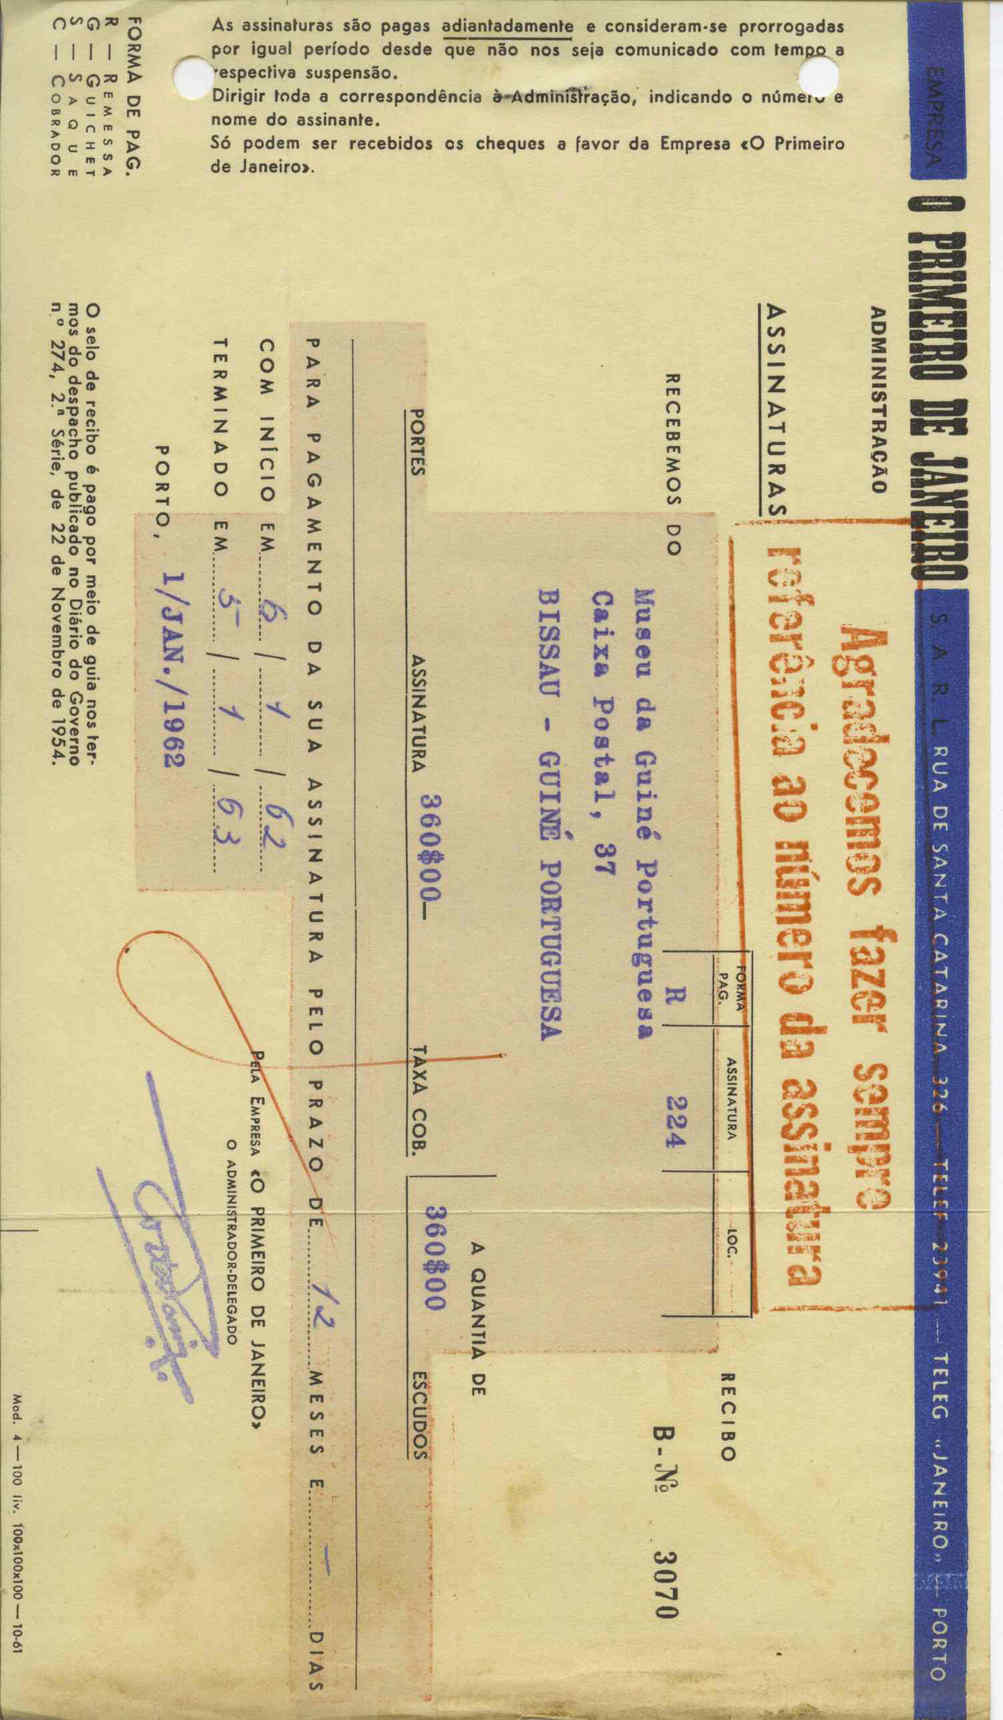 EMPRESA O PRIMEIRO DE JANEIRO S. A. R. L. RUA DE SANTA CATARINA, 326 — TELEF 23941 — TELEG «JANEIRO» — PORTO
ADMINISTRAÇÃO
Agradecemos fazer sempre
referência ao número da assinatura
ASSINATURAS
RECIBO
FORMA PAG.
ASSINATURA
LOC.
R
224
B - Nº 3070
RECEBEMOS DO
Museu da Guiné Portuguesa
Caixa Postal, 37
BISSAU - GUINÉ PORTUGUESA
A QUANTIA DE
PORTES
ASSINATURA 360$00—
TAXA COB.
360$00
ESCUDOS
PARA PAGAMENTO DA SUA ASSINATURA PELO PRAZO DE 12 MESES E — DIAS
COM INÍCIO EM 6 / 1 / 62
TERMINADO EM 5 / 1 / 63
PORTO, 1/JAN./1962
PELA EMPRESA «O PRIMEIRO DE JANEIRO»
O ADMINISTRADOR-DELEGADO
O selo de recibo é pago por meio de guia nos ter-
mos do despacho publicado no Diário do Governo
n.º 274, 2.ª Série, de 22 de Novembro de 1954.
Mod. 4 — 100 liv. 100x100x100 — 10-61
As assinaturas são pagas adiantadamente e consideram-se prorrogadas
por igual período desde que não nos seja comunicado com tempo a
respectiva suspensão.
Dirigir toda a correspondência à Administração, indicando o número e
nome do assinante.
Só podem ser recebidos os cheques a favor da Empresa «O Primeiro
de Janeiro».
FORMA DE PAG.
R — REMESSA
G — GUICHET
S — SAQUE
C — COBRADOR